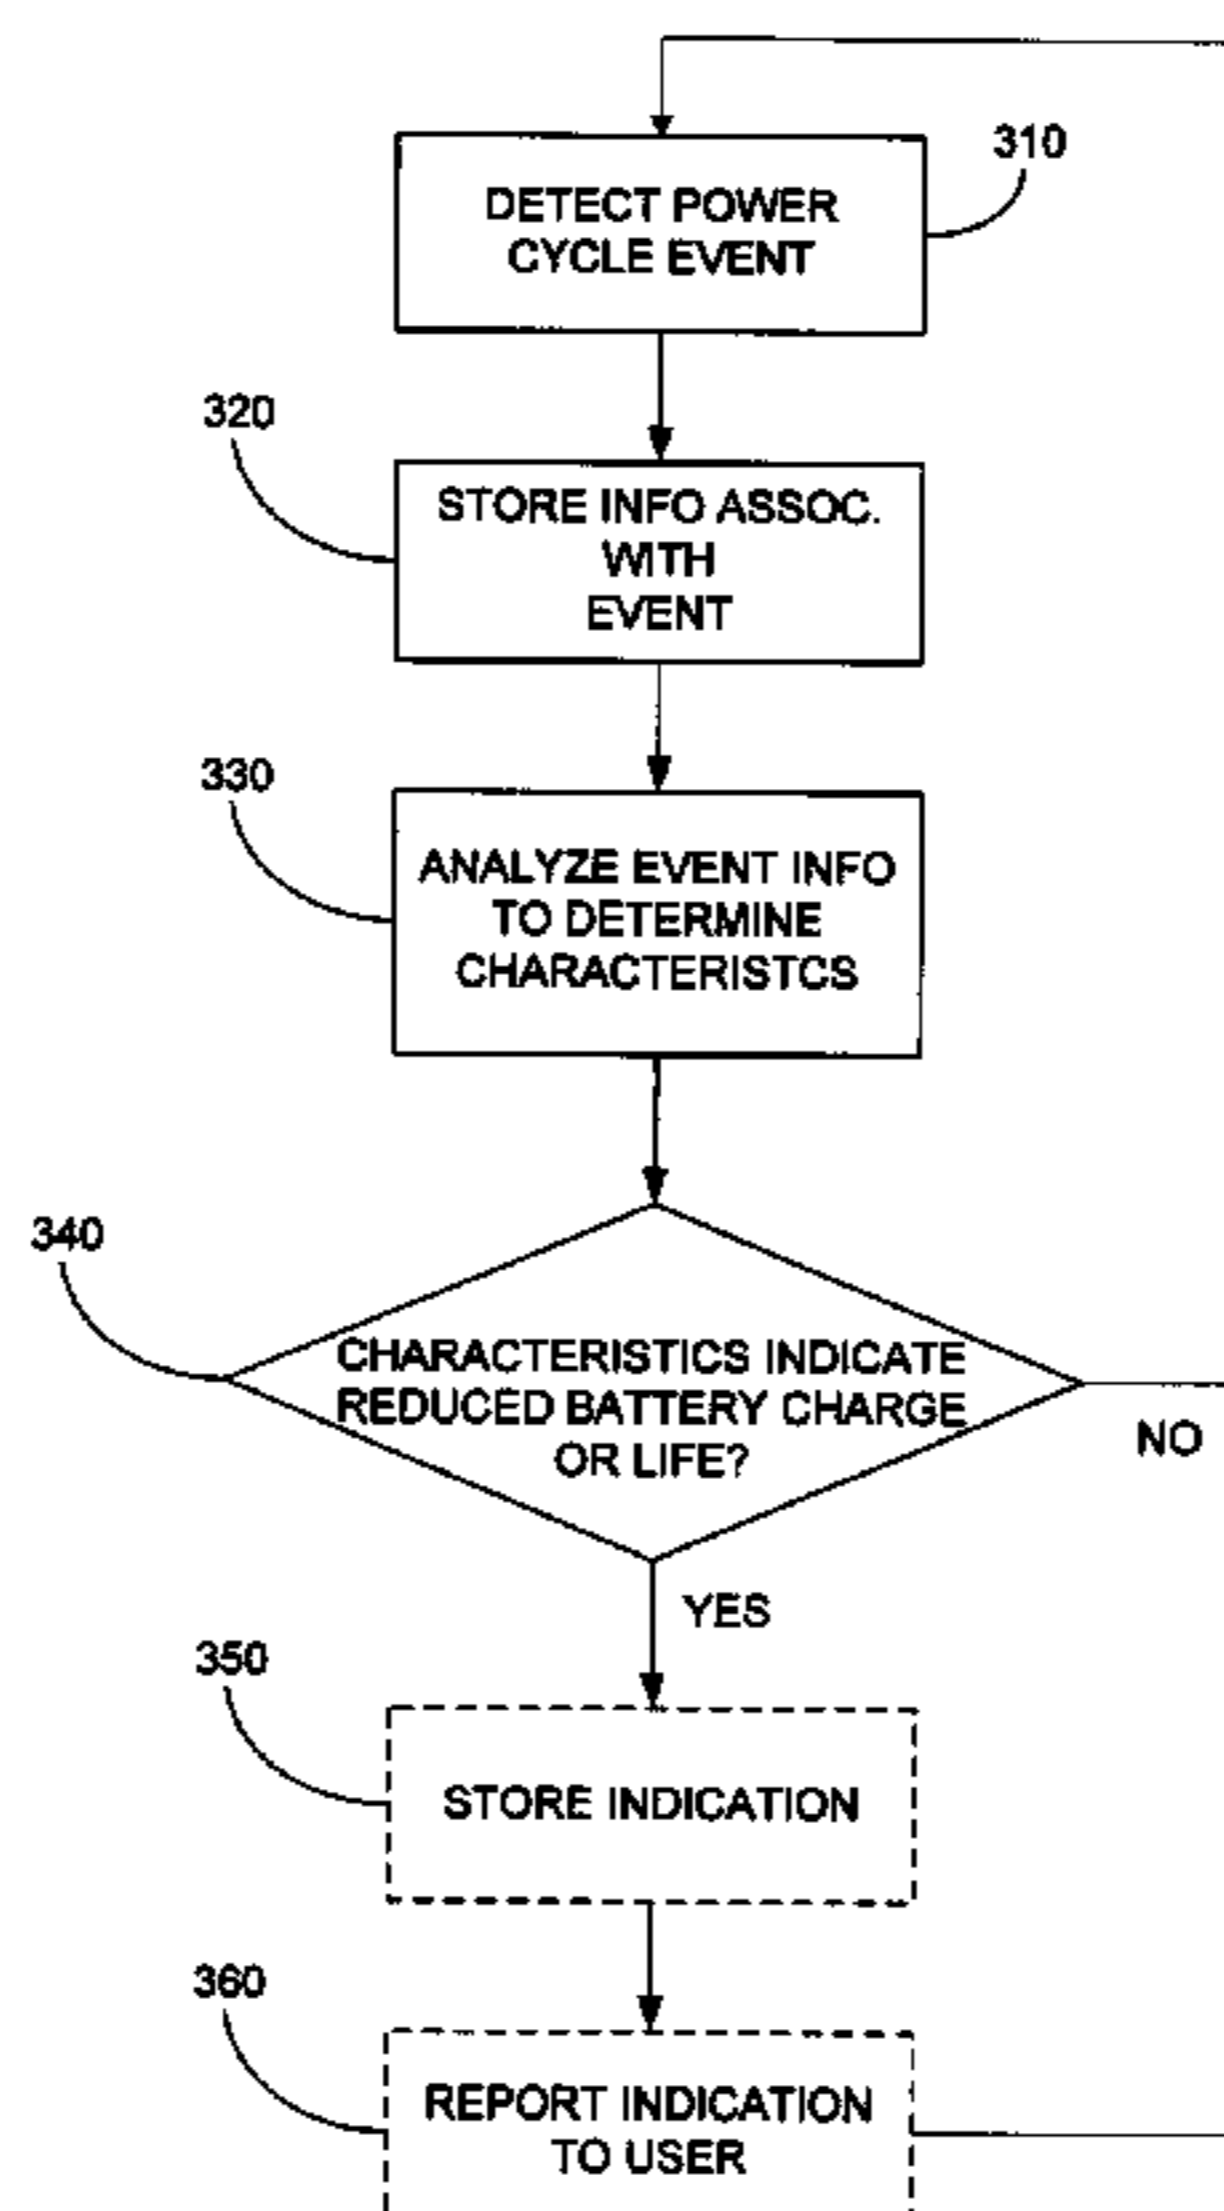 310
DETECT POWER
CYCLE EVENT
320
STORE INFO ASSOC.
WITH
EVENT
330
ANALYZE EVENT INFO
TO DETERMINE
CHARACTERISTCS
340
CHARACTERISTICS INDICATE
REDUCED BATTERY CHARGE
OR LIFE?
NO
YES
350
STORE INDICATION
360
REPORT INDICATION
TO USER